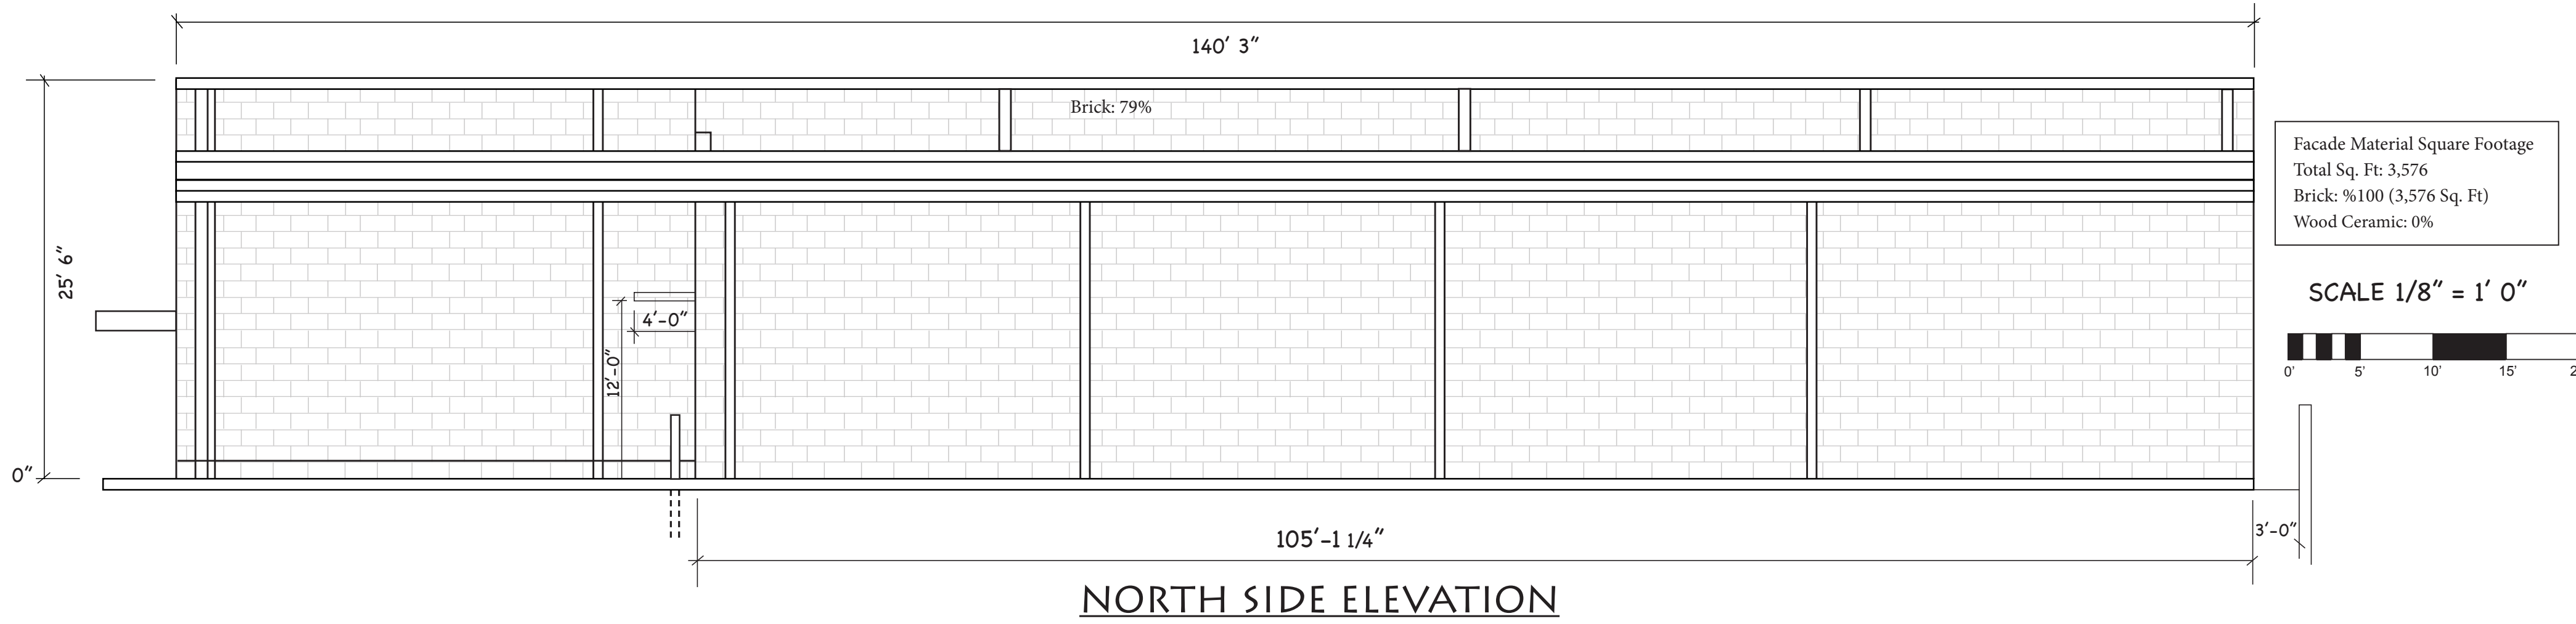 140' 3"
Brick: 79%
25' 6"
0"
4'-0"
12'-0"
Facade Material Square Footage
Total Sq. Ft: 3,576
Brick: %100 (3,576 Sq. Ft)
Wood Ceramic: 0%
SCALE 1/8" = 1' 0"
0' 5' 10' 15' 2
3'-0"
105'-1 1/4"
NORTH SIDE ELEVATION